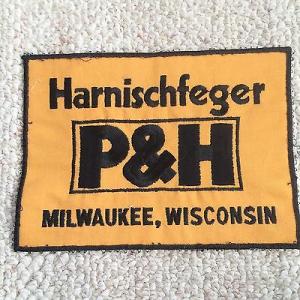 Harnischfeger
P&H
MILWAUKEE, WISCONSIN